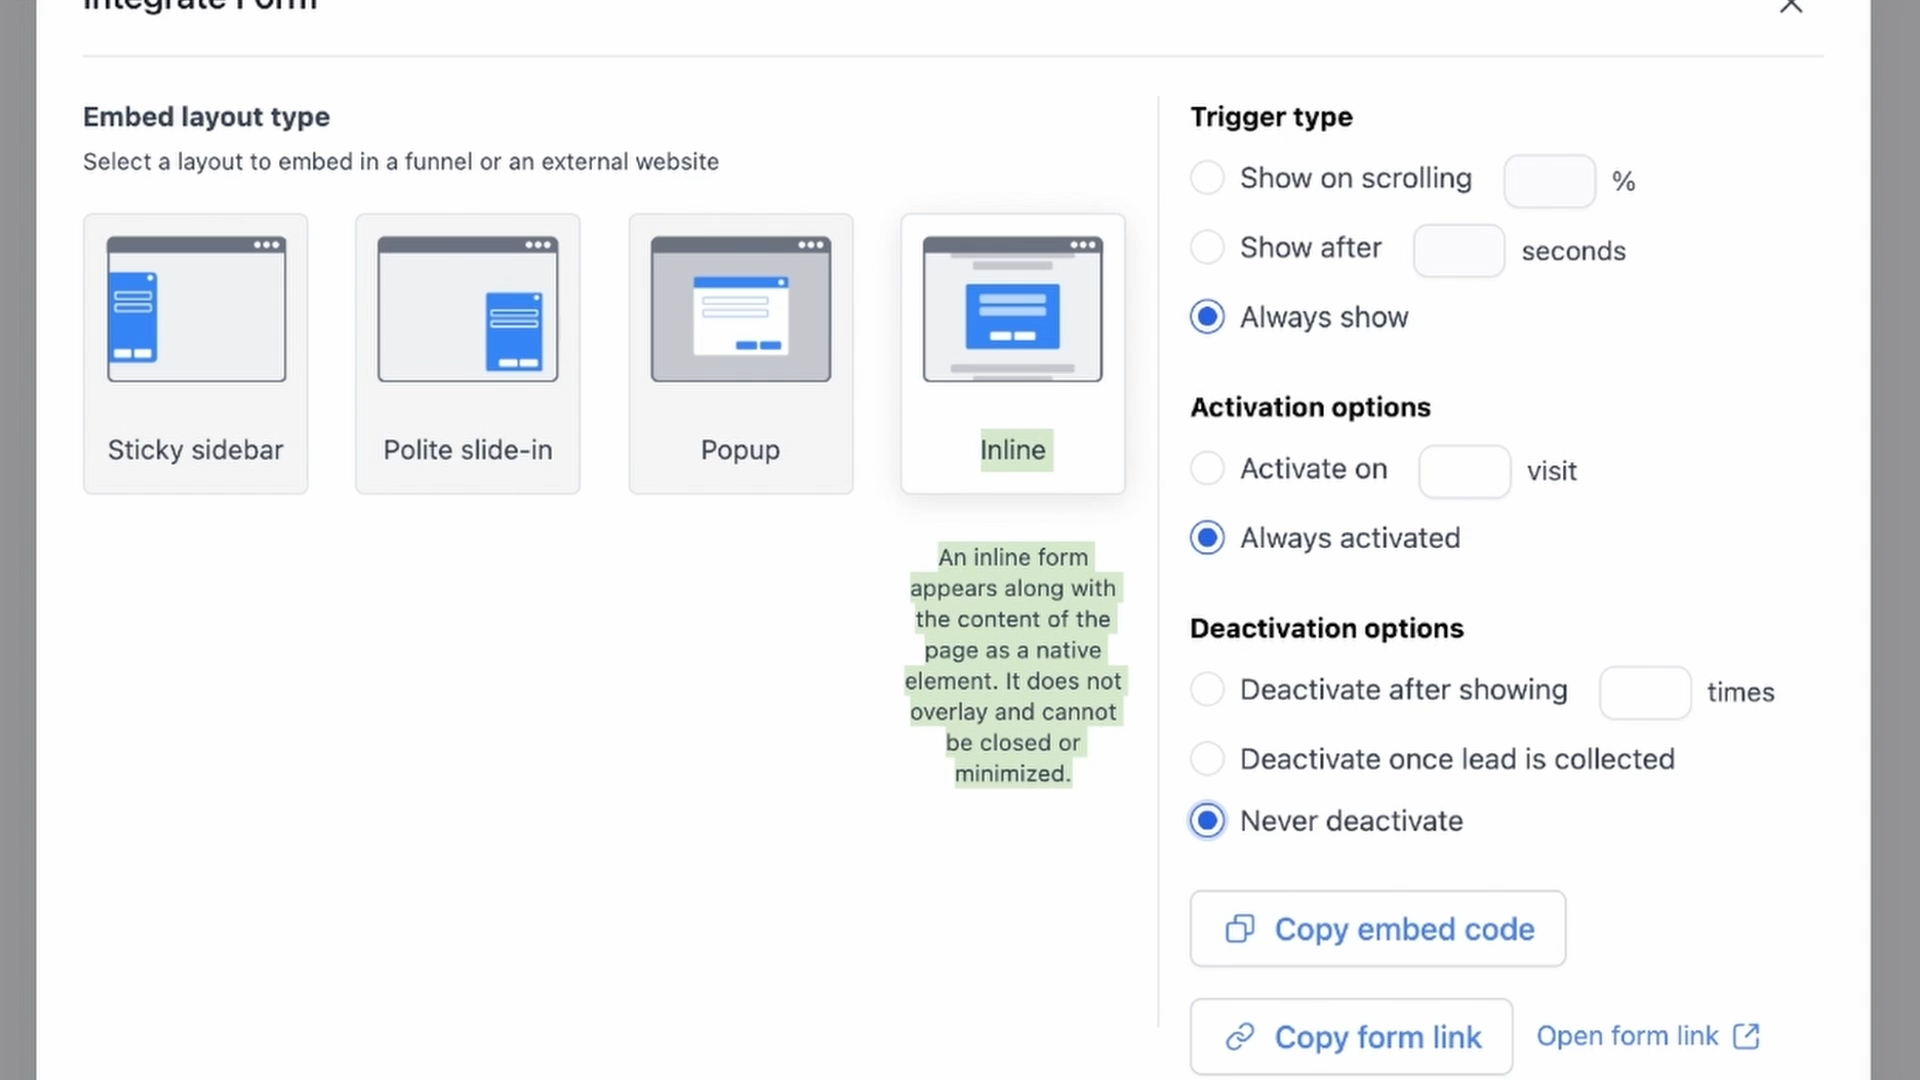 Integrate Form
Embed layout type
Select a layout to embed in a funnel or an external website
Sticky sidebar
Polite slide-in
Popup
Inline
An inline form
appears along with
the content of the
page as a native
element. It does not
overlay and cannot
be closed or
minimized.
Trigger type
Show on scrolling %
Show after seconds
Always show
Activation options
Activate on visit
Always activated
Deactivation options
Deactivate after showing times
Deactivate once lead is collected
Never deactivate
Copy embed code
Copy form link
Open form link